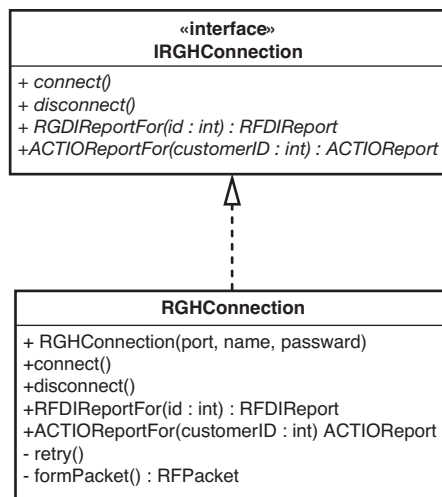 «interface»
IRGHConnection
+ connect()
+ disconnect()
+ RGDIReportFor(id : int) : RFDIReport
+ACTIOReportFor(customerID : int) : ACTIOReport
RGHConnection
+ RGHConnection(port, name, passward)
+connect()
+disconnect()
+RFDIReportFor(id : int) : RFDIReport
+ACTIOReportFor(customerID : int) ACTIOReport
- retry()
- formPacket() : RFPacket